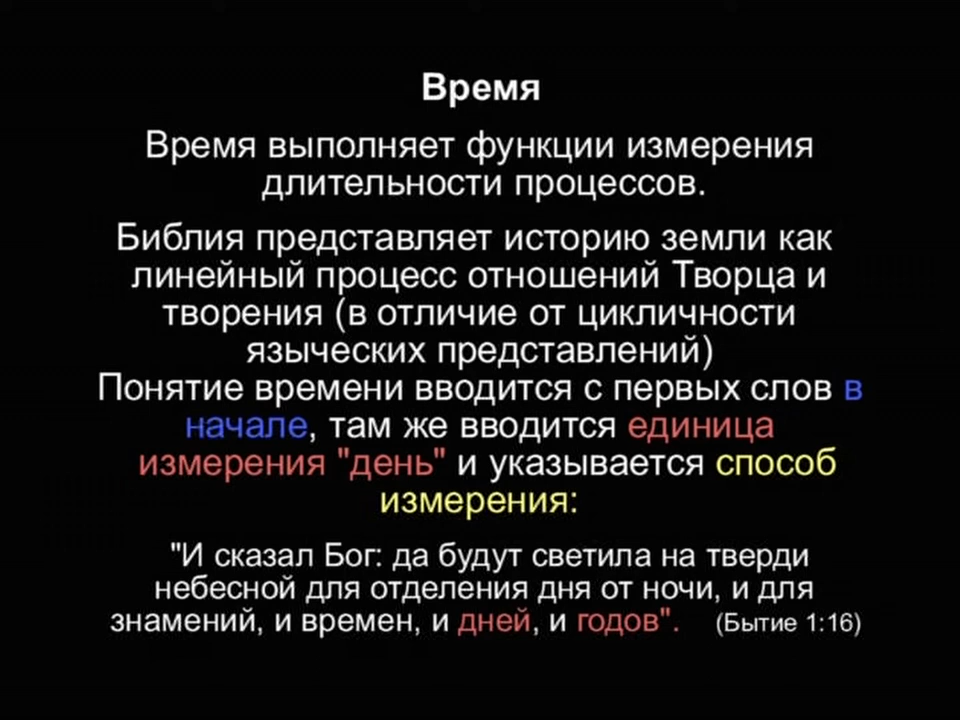 Время
Время выполняет функции измерения
длительности процессов.
Библия представляет историю земли как
линейный процесс отношений Творца и
творения (в отличие от цикличности
языческих представлений)
Понятие времени вводится с первых слов в
начале, там же вводится единица
измерения "день" и указывается способ
измерения:
"И сказал Бог: да будут светила на тверди
небесной для отделения дня от ночи, и для
знамений, и времен, и дней, и годов". (Бытие 1:16)